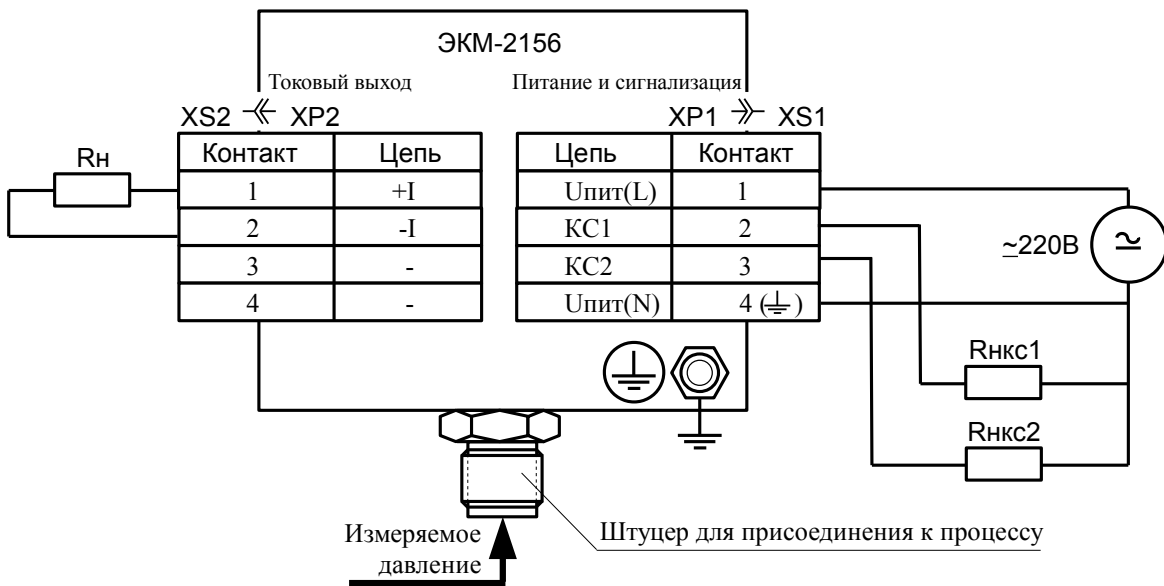 ЭКМ-2156
Токовый выход
Питание и сигнализация
XS2 XP2
XP1 XS1
Rн
Контакт Цепь
1 +I
2 -I
3 -
4 -
Цепь Контакт
Uпит(L) 1
КС1 2
КС2 3
Uпит(N) 4 ( )
~220В
Rнкс1
Rнкс2
Измеряемое
давление
Штуцер для присоединения к процессу